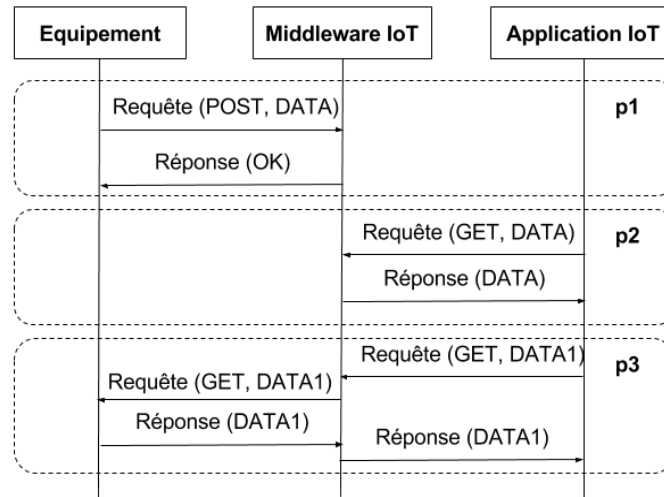 Equipement
Middleware IoT
Application IoT
p1
Requête (POST, DATA)
Réponse (OK)
p2
Requête (GET, DATA)
Réponse (DATA)
p3
Requête (GET, DATA1)
Requête (GET, DATA1)
Réponse (DATA1)
Réponse (DATA1)